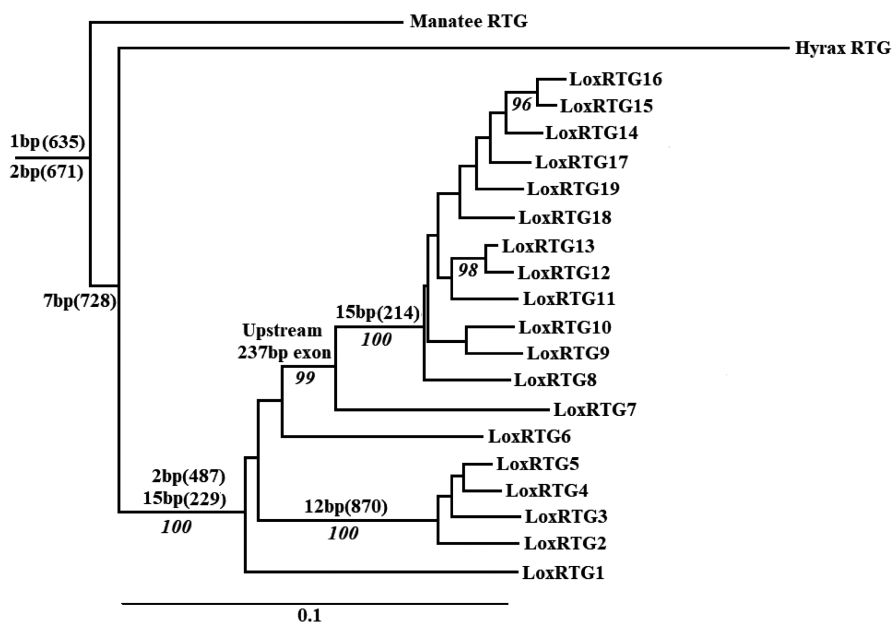 Manatee RTG
Hyrax RTG
LoxRTG16
96
LoxRTG15
LoxRTG14
1bp(635)
2bp(671)
LoxRTG17
LoxRTG19
LoxRTG18
LoxRTG13
98
LoxRTG12
7bp(728)
LoxRTG11
15bp(214)
100
LoxRTG10
Upstream
237bp exon
99
LoxRTG9
LoxRTG8
LoxRTG7
LoxRTG6
LoxRTG5
2bp(487)
15bp(229)
100
LoxRTG4
12bp(870)
100
LoxRTG3
LoxRTG2
LoxRTG1
0.1